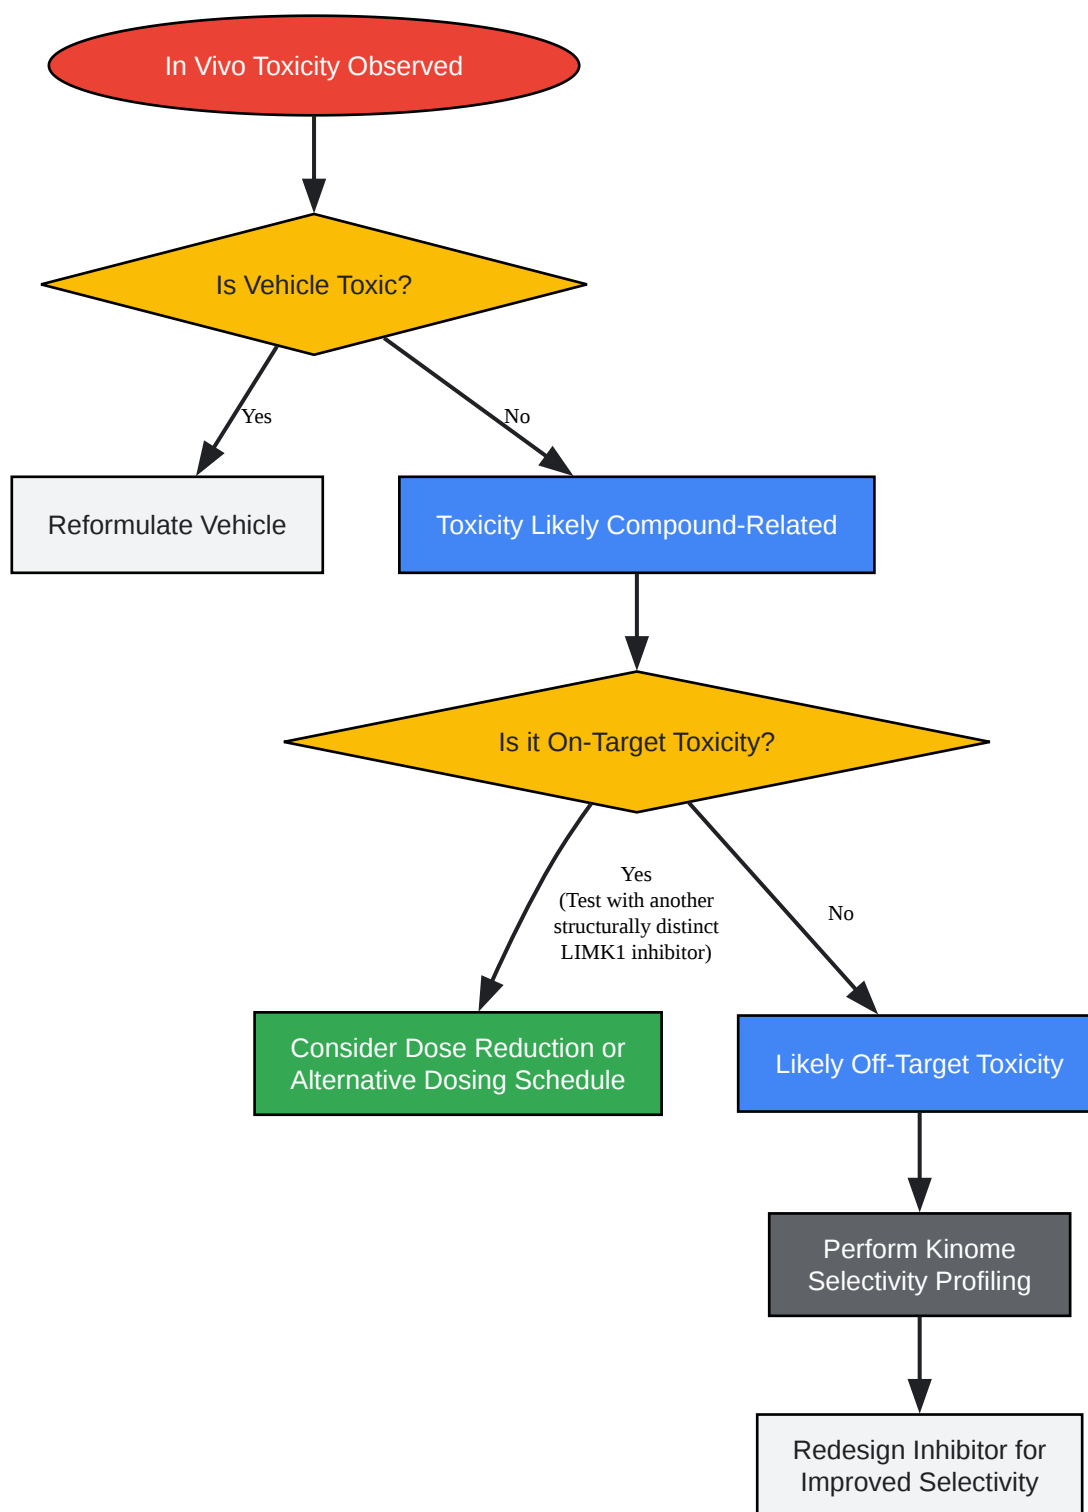 In Vivo Toxicity Observed
Is Vehicle Toxic?
Yes
No
Reformulate Vehicle
Toxicity Likely Compound-Related
Is it On-Target Toxicity?
Yes
(Test with another
structurally distinct
LIMK1 inhibitor)
No
Consider Dose Reduction or
Alternative Dosing Schedule
Likely Off-Target Toxicity
Perform Kinome
Selectivity Profiling
Redesign Inhibitor for
Improved Selectivity